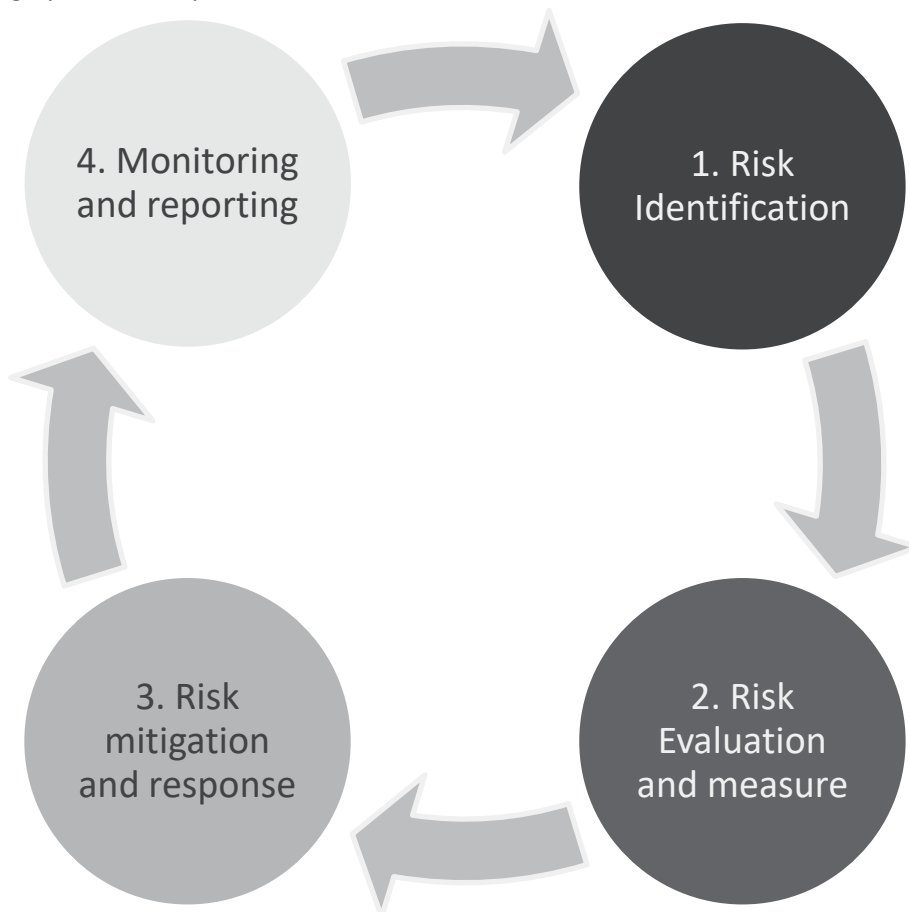 1. Risk
Identification
2. Risk
Evaluation
and measure
3. Risk
mitigation
and response
4. Monitoring
and reporting